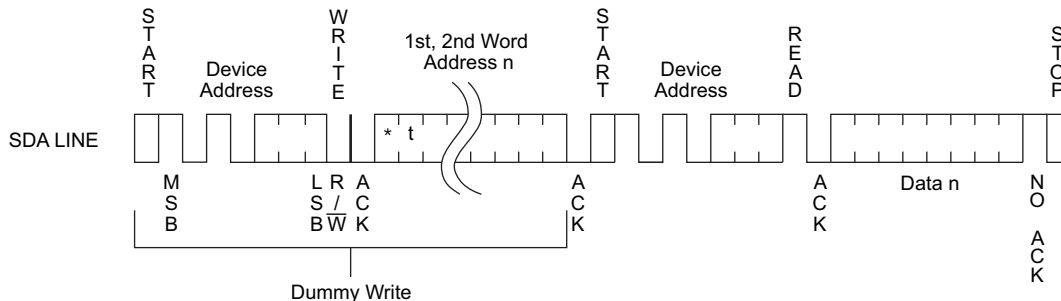 START
WRITE
1st, 2nd Word
Address n
START
READ
STOP
Device
Address
Device
Address
SDA LINE
* t
MSB
LSB
R/W
ACK
ACK
ACK
Data n
NO ACK
Dummy Write